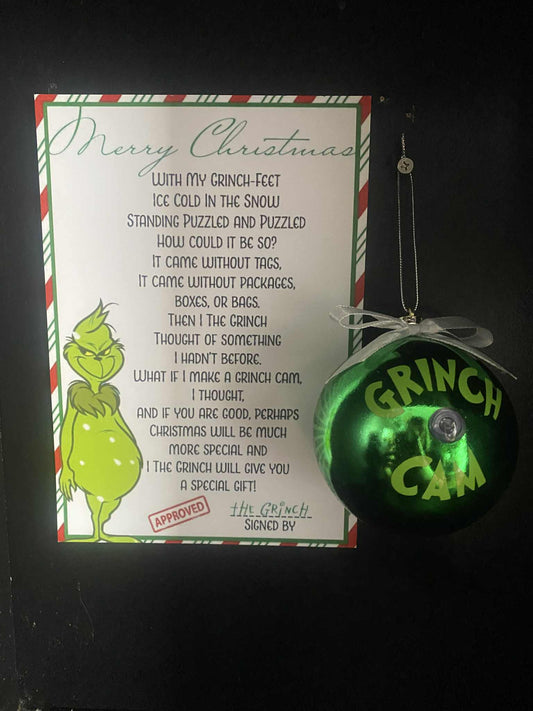 Merry Christmas
With My Grinch-Feet
Ice Cold In the Snow
Standing Puzzled and Puzzled
How could it be so?
It came without tags,
It came without packages,
boxes, or bags.
Then I The Grinch
Thought of something
I hadn't before.
What if I make a grinch cam,
I thought,
and if you are good, perhaps
Christmas will be much
more special and
I The Grinch will give you
a special gift!
APPROVED
the Grinch
Signed by
GRINCH
CAM